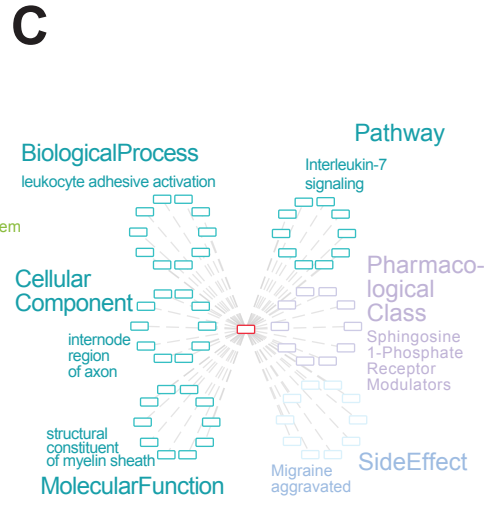 C
Pathway
BiologicalProcess
Interleukin-7
signaling
leukocyte adhesive activation
em
Cellular
Component
Pharmaco-
logical
Class
internode
region
of axon
Sphingosine
1-Phosphate
Receptor
Modulators
structural
constituent
of myelin sheath
MolecularFunction
SideEffect
Migraine
aggravated